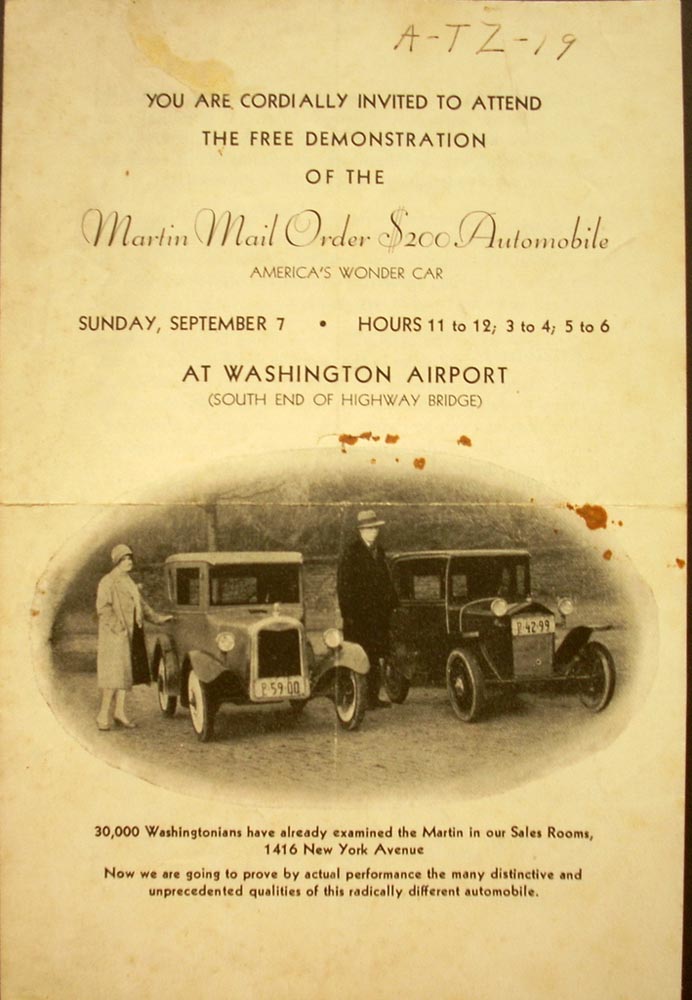 A-TZ-19
YOU ARE CORDIALLY INVITED TO ATTEND
THE FREE DEMONSTRATION
OF THE
Martin Mail Order $200 Automobile
AMERICA'S WONDER CAR
SUNDAY, SEPTEMBER 7 • HOURS 11 to 12; 3 to 4; 5 to 6
AT WASHINGTON AIRPORT
(SOUTH END OF HIGHWAY BRIDGE)
P-42-99
P-59-00
30,000 Washingtonians have already examined the Martin in our Sales Rooms,
1416 New York Avenue
Now we are going to prove by actual performance the many distinctive and
unprecedented qualities of this radically different automobile.